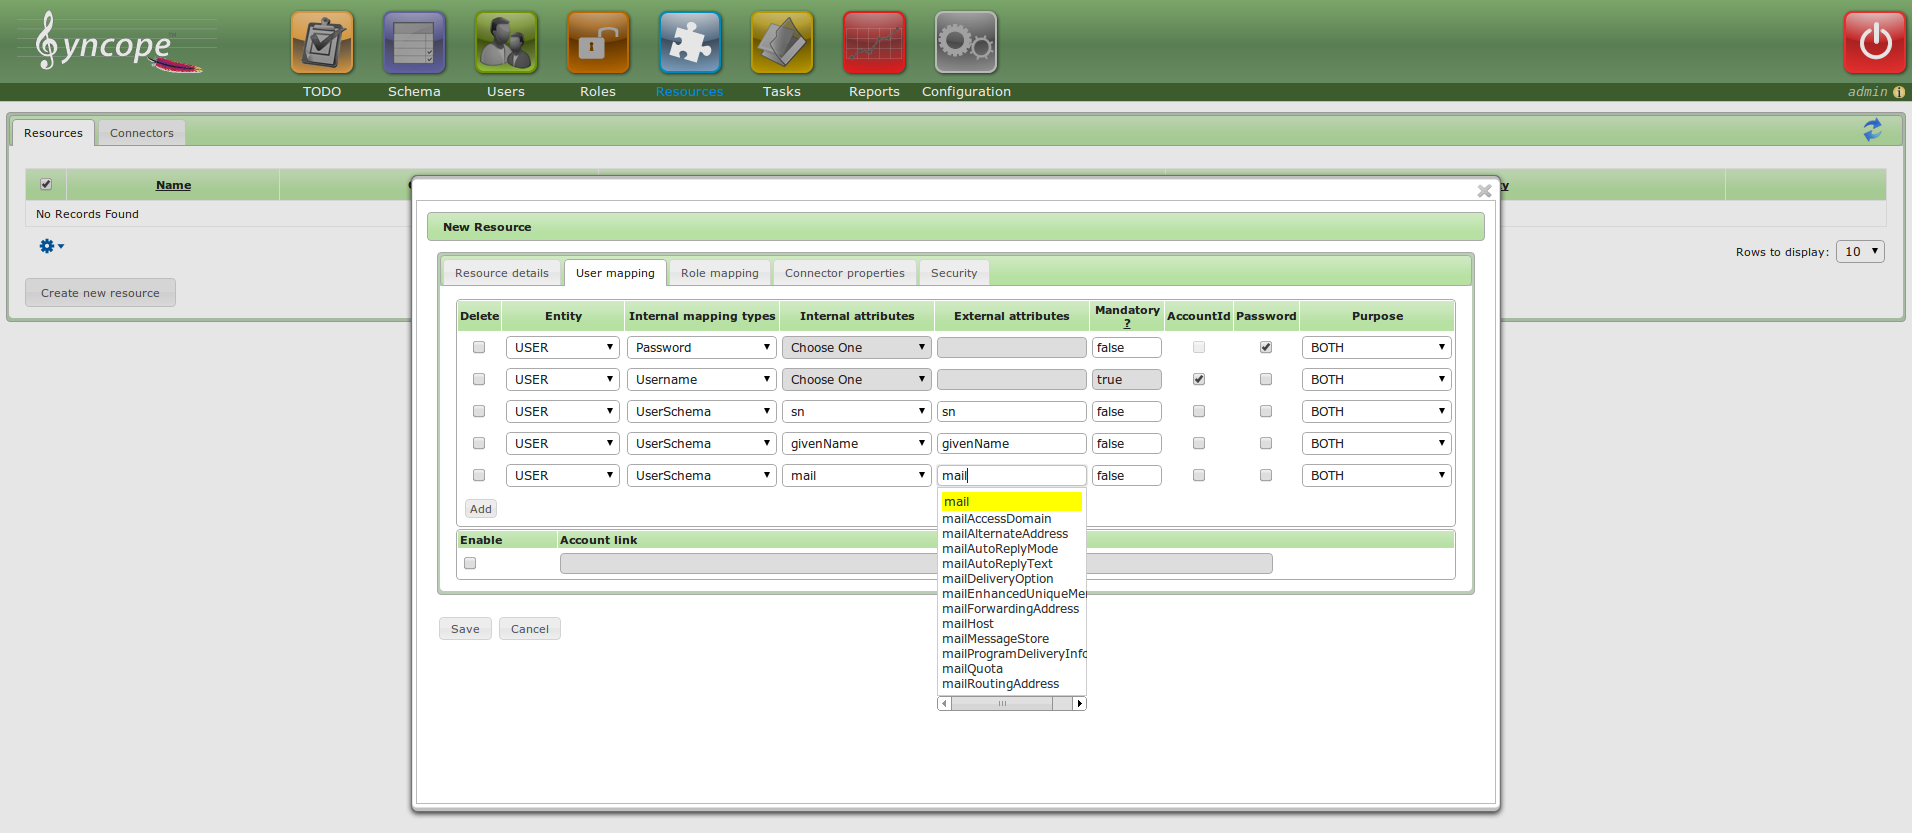 yncope
TODO Schema Users Roles Resources Tasks Reports Configuration
admin
Resources Connectors
Name
No Records Found
Rows to display: 10
Create new resource
New Resource
Resource details User mapping Role mapping Connector properties Security
Delete Entity Internal mapping types Internal attributes External attributes Mandatory ? AccountId Password Purpose
USER Password Choose One false BOTH
USER Username Choose One true BOTH
USER UserSchema sn sn false BOTH
USER UserSchema givenName givenName false BOTH
USER UserSchema mail mail false BOTH
mail
mailAccessDomain
mailAlternateAddress
mailAutoReplyMode
mailAutoReplyText
mailDeliveryOption
mailEnhancedUniqueMe
mailForwardingAddress
mailHost
mailMessageStore
mailProgramDeliveryInfo
mailQuota
mailRoutingAddress
Add
Enable Account link
Save Cancel